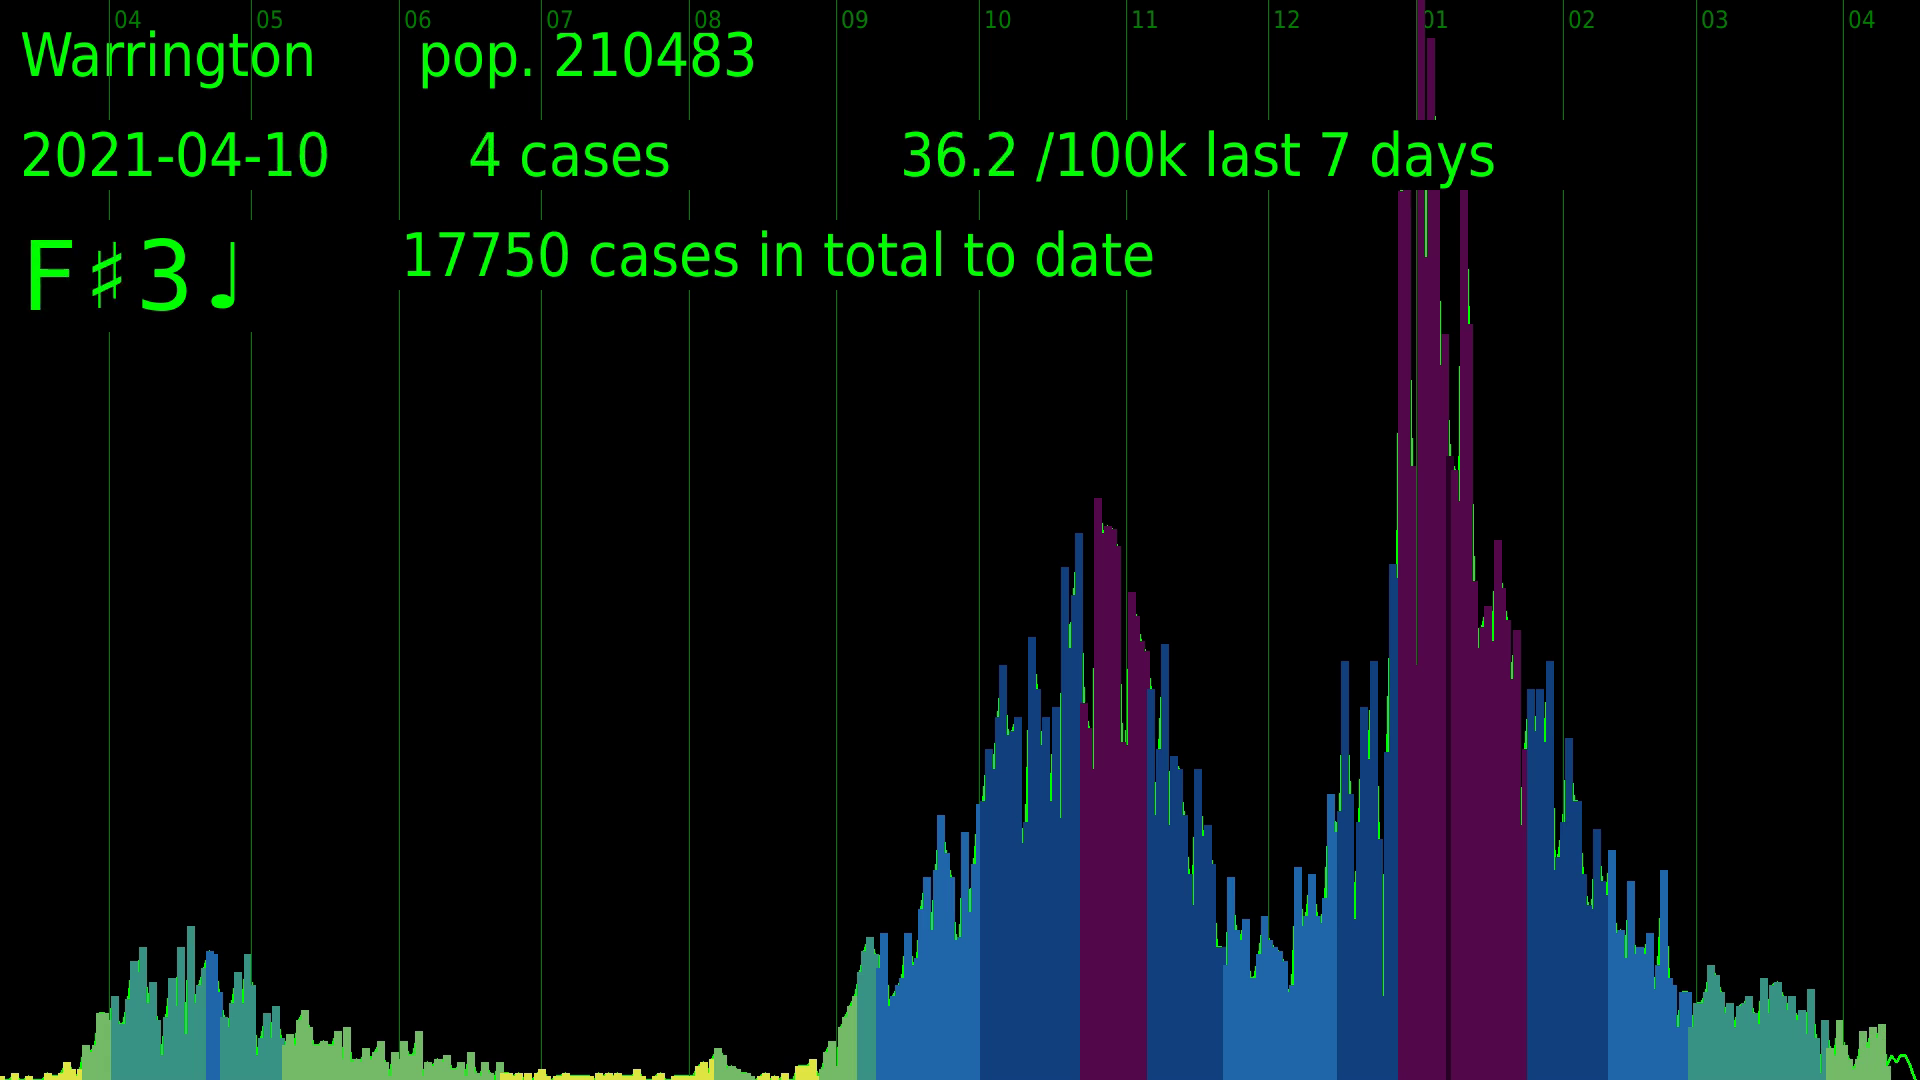 04 05 06 07 08 09 10 11 12 01 02 03 04
Warrington pop. 210483
2021-04-10 4 cases 36.2 /100k last 7 days
F♯3♩ 17750 cases in total to date